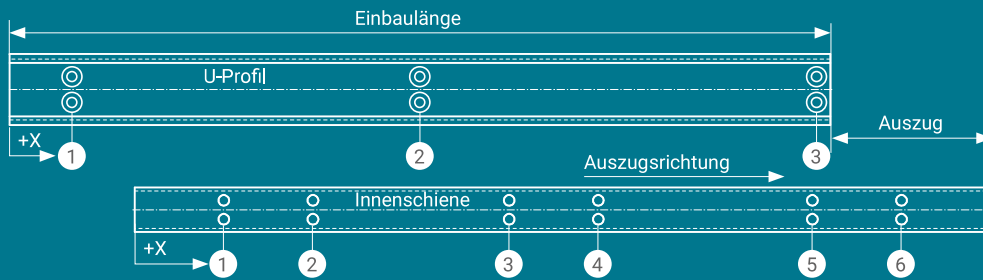 Einbaulänge
U-Profil
+X
1
2
3
Auszug
Auszugsrichtung
Innenschiene
+X
1
2
3
4
5
6